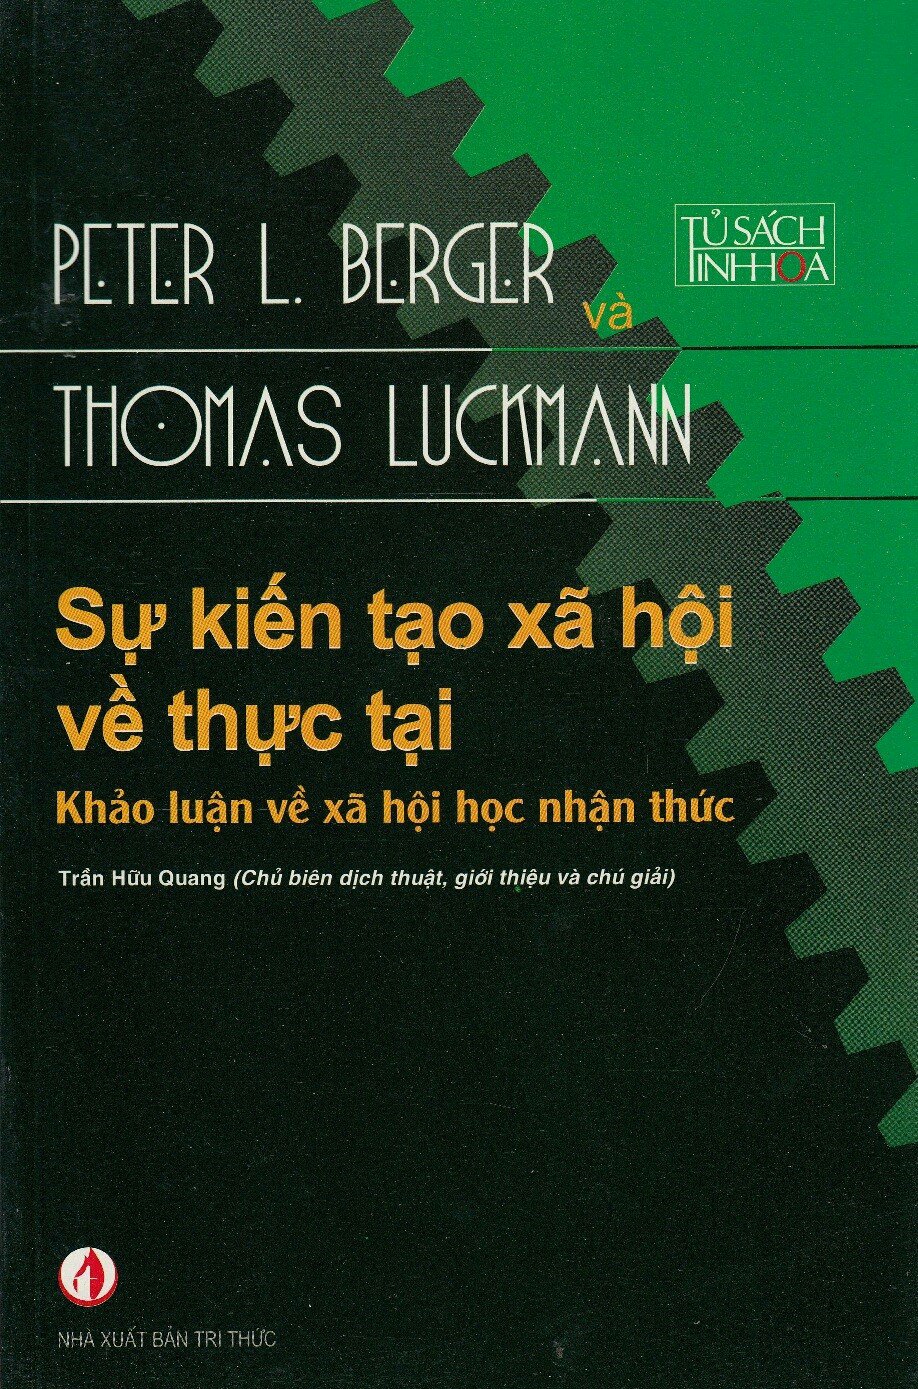 PETER L. BERGER
và
TỦ SÁCH
TINH HOA
THOMAS LUCKMANN
Sự kiến tạo xã hội
về thực tại
Khảo luận về xã hội học nhận thức
Trần Hữu Quang (Chủ biên dịch thuật, giới thiệu và chú giải)
NHÀ XUẤT BẢN TRI THỨC